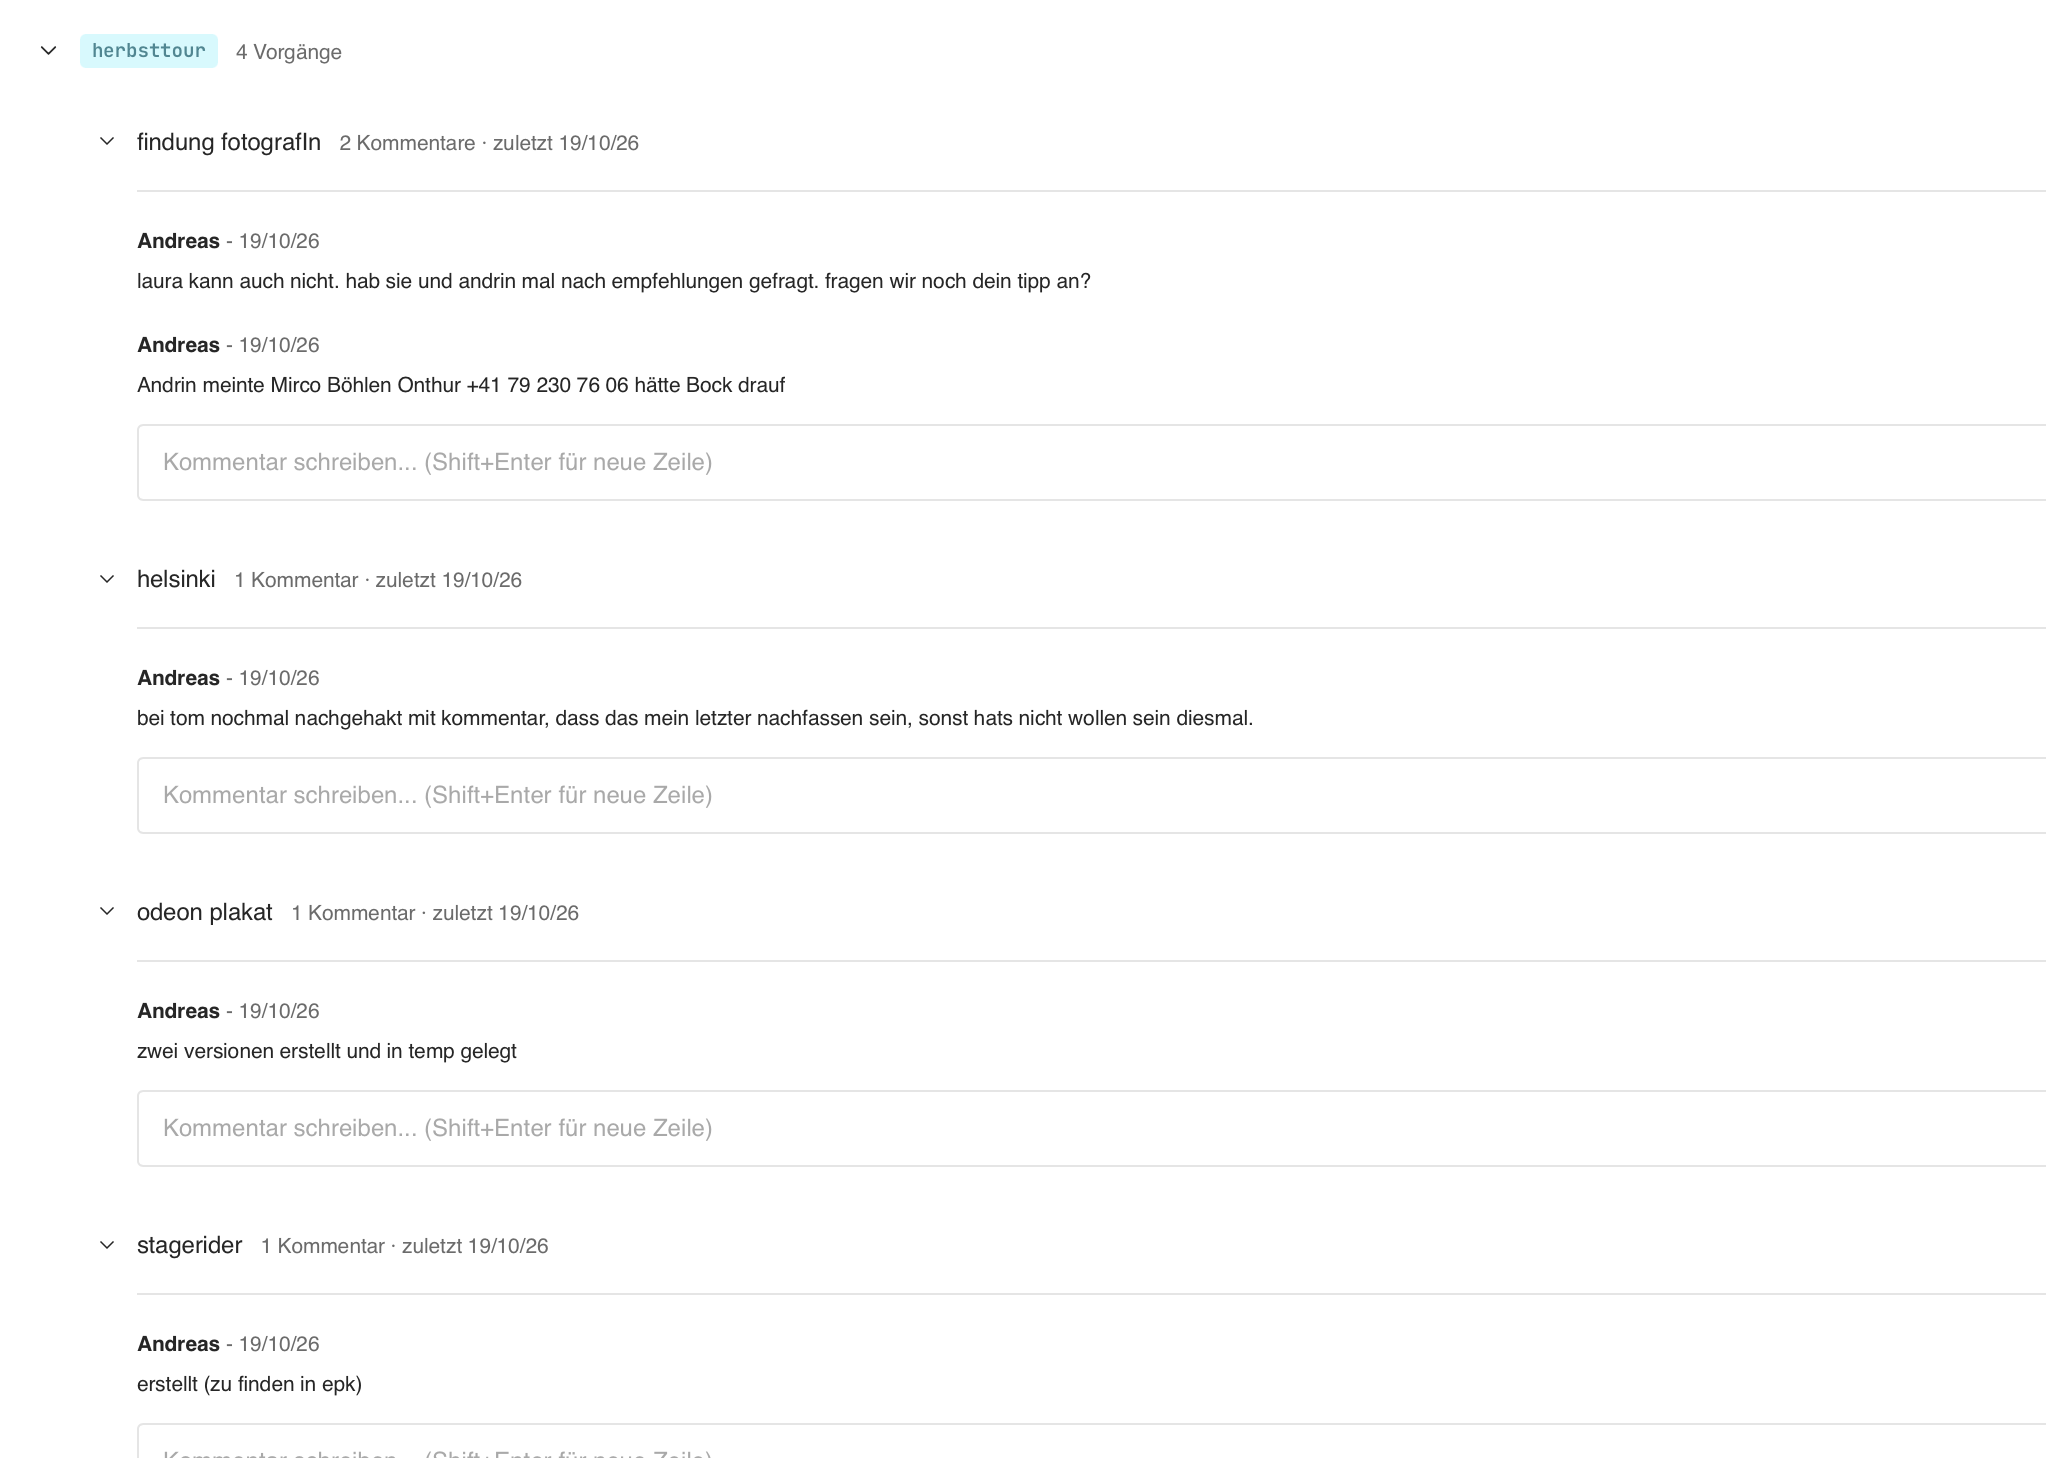 herbsttour 4 Vorgänge
findung fotografIn 2 Kommentare · zuletzt 19/10/26
Andreas - 19/10/26
laura kann auch nicht. hab sie und andrin mal nach empfehlungen gefragt. fragen wir noch dein tipp an?
Andreas - 19/10/26
Andrin meinte Mirco Böhlen Onthur +41 79 230 76 06 hätte Bock drauf
Kommentar schreiben... (Shift+Enter für neue Zeile)
helsinki 1 Kommentar · zuletzt 19/10/26
Andreas - 19/10/26
bei tom nochmal nachgehakt mit kommentar, dass das mein letzter nachfassen sein, sonst hats nicht wollen sein diesmal.
Kommentar schreiben... (Shift+Enter für neue Zeile)
odeon plakat 1 Kommentar · zuletzt 19/10/26
Andreas - 19/10/26
zwei versionen erstellt und in temp gelegt
Kommentar schreiben... (Shift+Enter für neue Zeile)
stagerider 1 Kommentar · zuletzt 19/10/26
Andreas - 19/10/26
erstellt (zu finden in epk)
Kommentar schreiben... (Shift+Enter für neue Zeile)